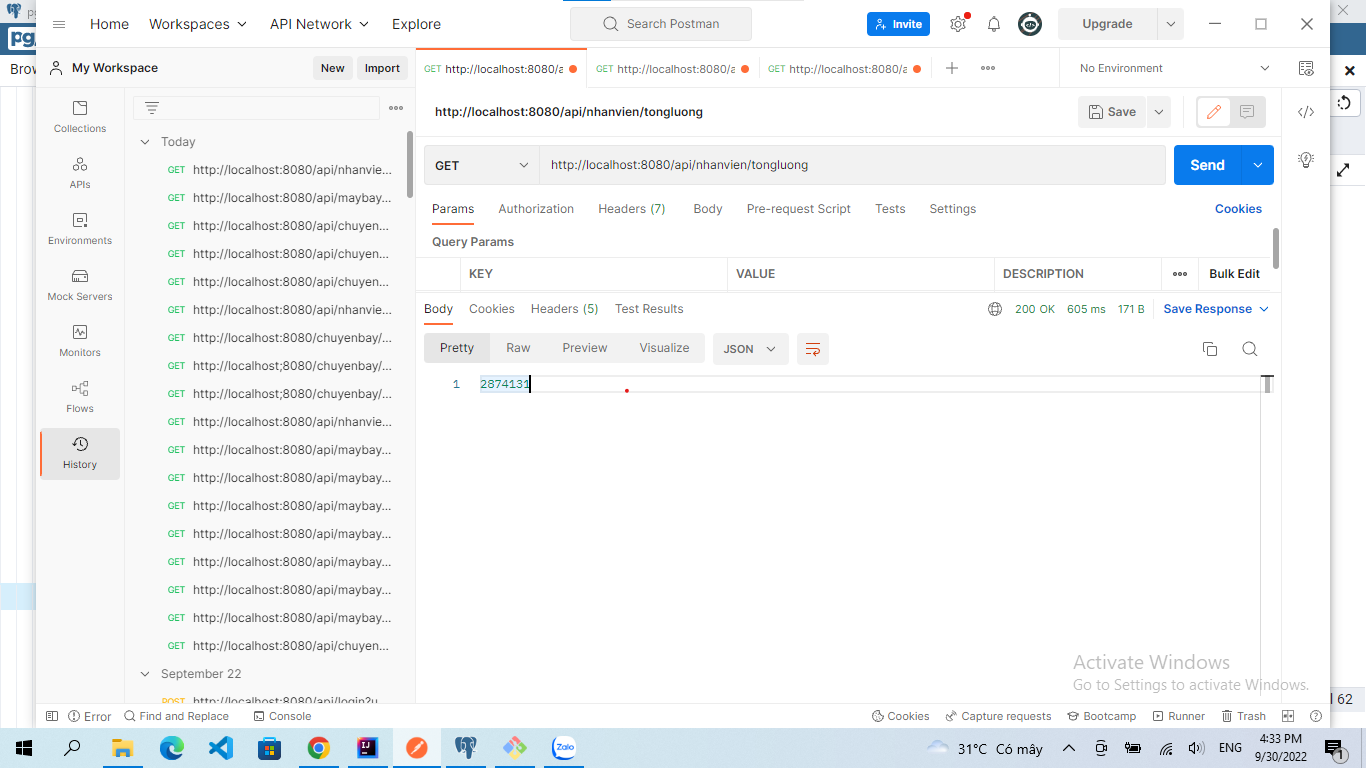 pg
Home
Workspaces
API Network
Explore
Search Postman
Invite
Upgrade
Brow
My Workspace
New
Import
GET http://localhost:8080/a
GET http://localhost:8080/a
GET http://localhost:8080/a
No Environment
Collections
APIs
Environments
Mock Servers
Monitors
Flows
History
Today
GET http://localhost:8080/api/nhanvie...
GET http://localhost:8080/api/maybay...
GET http://localhost:8080/api/chuyen...
GET http://localhost:8080/api/chuyen...
GET http://localhost:8080/api/chuyen...
GET http://localhost:8080/api/nhanvie...
GET http://localhost:8080/chuyenbay/...
GET http://localhost;8080/chuyenbay/...
GET http://localhost;8080/chuyenbay/...
GET http://localhost:8080/api/nhanvie...
GET http://localhost:8080/api/maybay...
GET http://localhost:8080/api/maybay...
GET http://localhost:8080/api/maybay...
GET http://localhost:8080/api/maybay...
GET http://localhost:8080/api/maybay...
GET http://localhost:8080/api/maybay...
GET http://localhost:8080/api/maybay...
GET http://localhost:8080/api/chuyen...
September 22
POST http://localhost:8080/api/login?u
http://localhost:8080/api/nhanvien/tongluong
Save
GET
http://localhost:8080/api/nhanvien/tongluong
Send
Params
Authorization
Headers (7)
Body
Pre-request Script
Tests
Settings
Cookies
Query Params
KEY
VALUE
DESCRIPTION
Bulk Edit
Body
Cookies
Headers (5)
Test Results
200 OK
605 ms
171 B
Save Response
Pretty
Raw
Preview
Visualize
JSON
1
2874131
Activate Windows
Go to Settings to activate Windows.
62
Error
Find and Replace
Console
Cookies
Capture requests
Bootcamp
Runner
Trash
Zalo
31°C Có mây
ENG
4:33 PM
9/30/2022
1